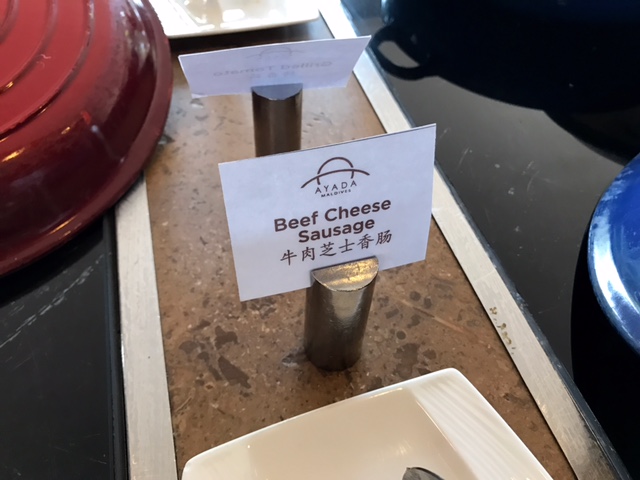 AYADA
MALDIVES
Beef Cheese
Sausage
牛肉芝士香肠